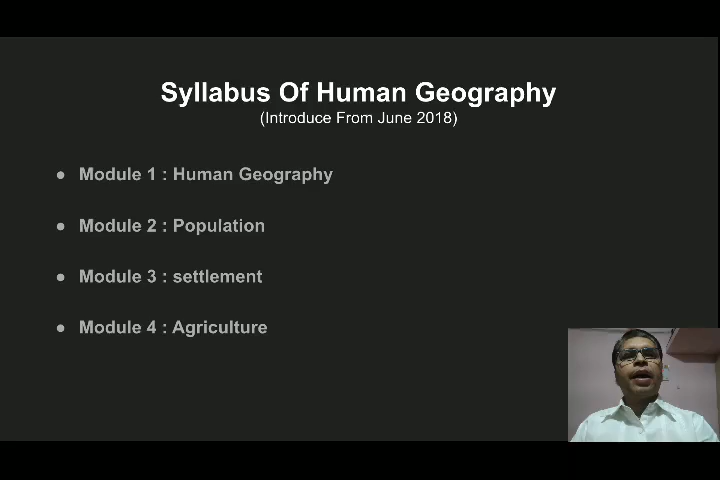 Syllabus Of Human Geography
(Introduce From June 2018)
● Module 1 : Human Geography
● Module 2 : Population
● Module 3 : settlement
● Module 4 : Agriculture